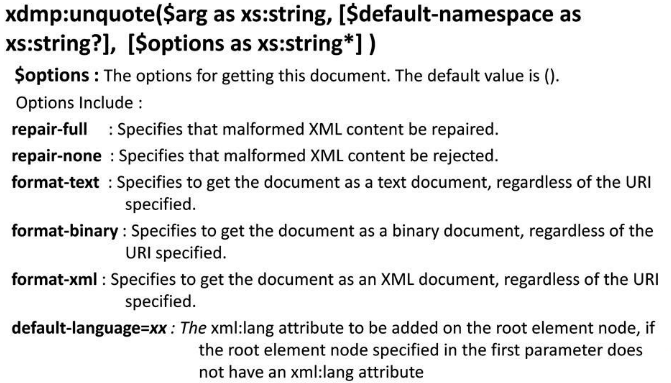 xdmp:unquote($arg as xs:string, [$default-namespace as
xs:string?], [$options as xs:string*] )
$options : The options for getting this document. The default value is ().
Options Include :
repair-full : Specifies that malformed XML content be repaired.
repair-none : Specifies that malformed XML content be rejected.
format-text : Specifies to get the document as a text document, regardless of the URI
specified.
format-binary : Specifies to get the document as a binary document, regardless of the
URI specified.
format-xml : Specifies to get the document as an XML document, regardless of the URI
specified.
default-language=xx : The xml:lang attribute to be added on the root element node, if
the root element node specified in the first parameter does
not have an xml:lang attribute